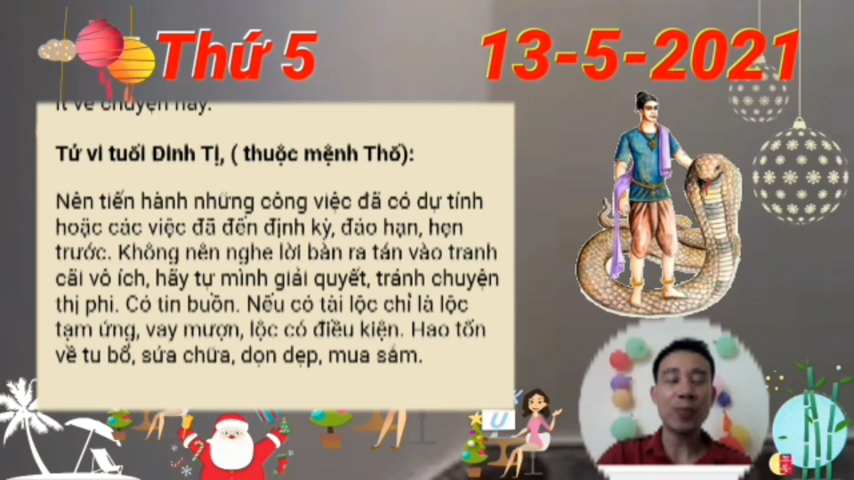 Thứ 5
13-5-2021
ít về chuyện này.
Tử vi tuổi Đinh Tị, ( thuộc mệnh Thổ):
Nên tiến hành những công việc đã có dự tính
hoặc các việc đã đến định kỳ, đáo hạn, hẹn
trước. Không nên nghe lời bàn ra tán vào tranh
cãi vô ích, hãy tự mình giải quyết, tránh chuyện
thị phi. Có tin buồn. Nếu có tài lộc chỉ là lộc
tạm ứng, vay mượn, lộc có điều kiện. Hao tốn
về tu bổ, sửa chữa, dọn dẹp, mua sắm.
U